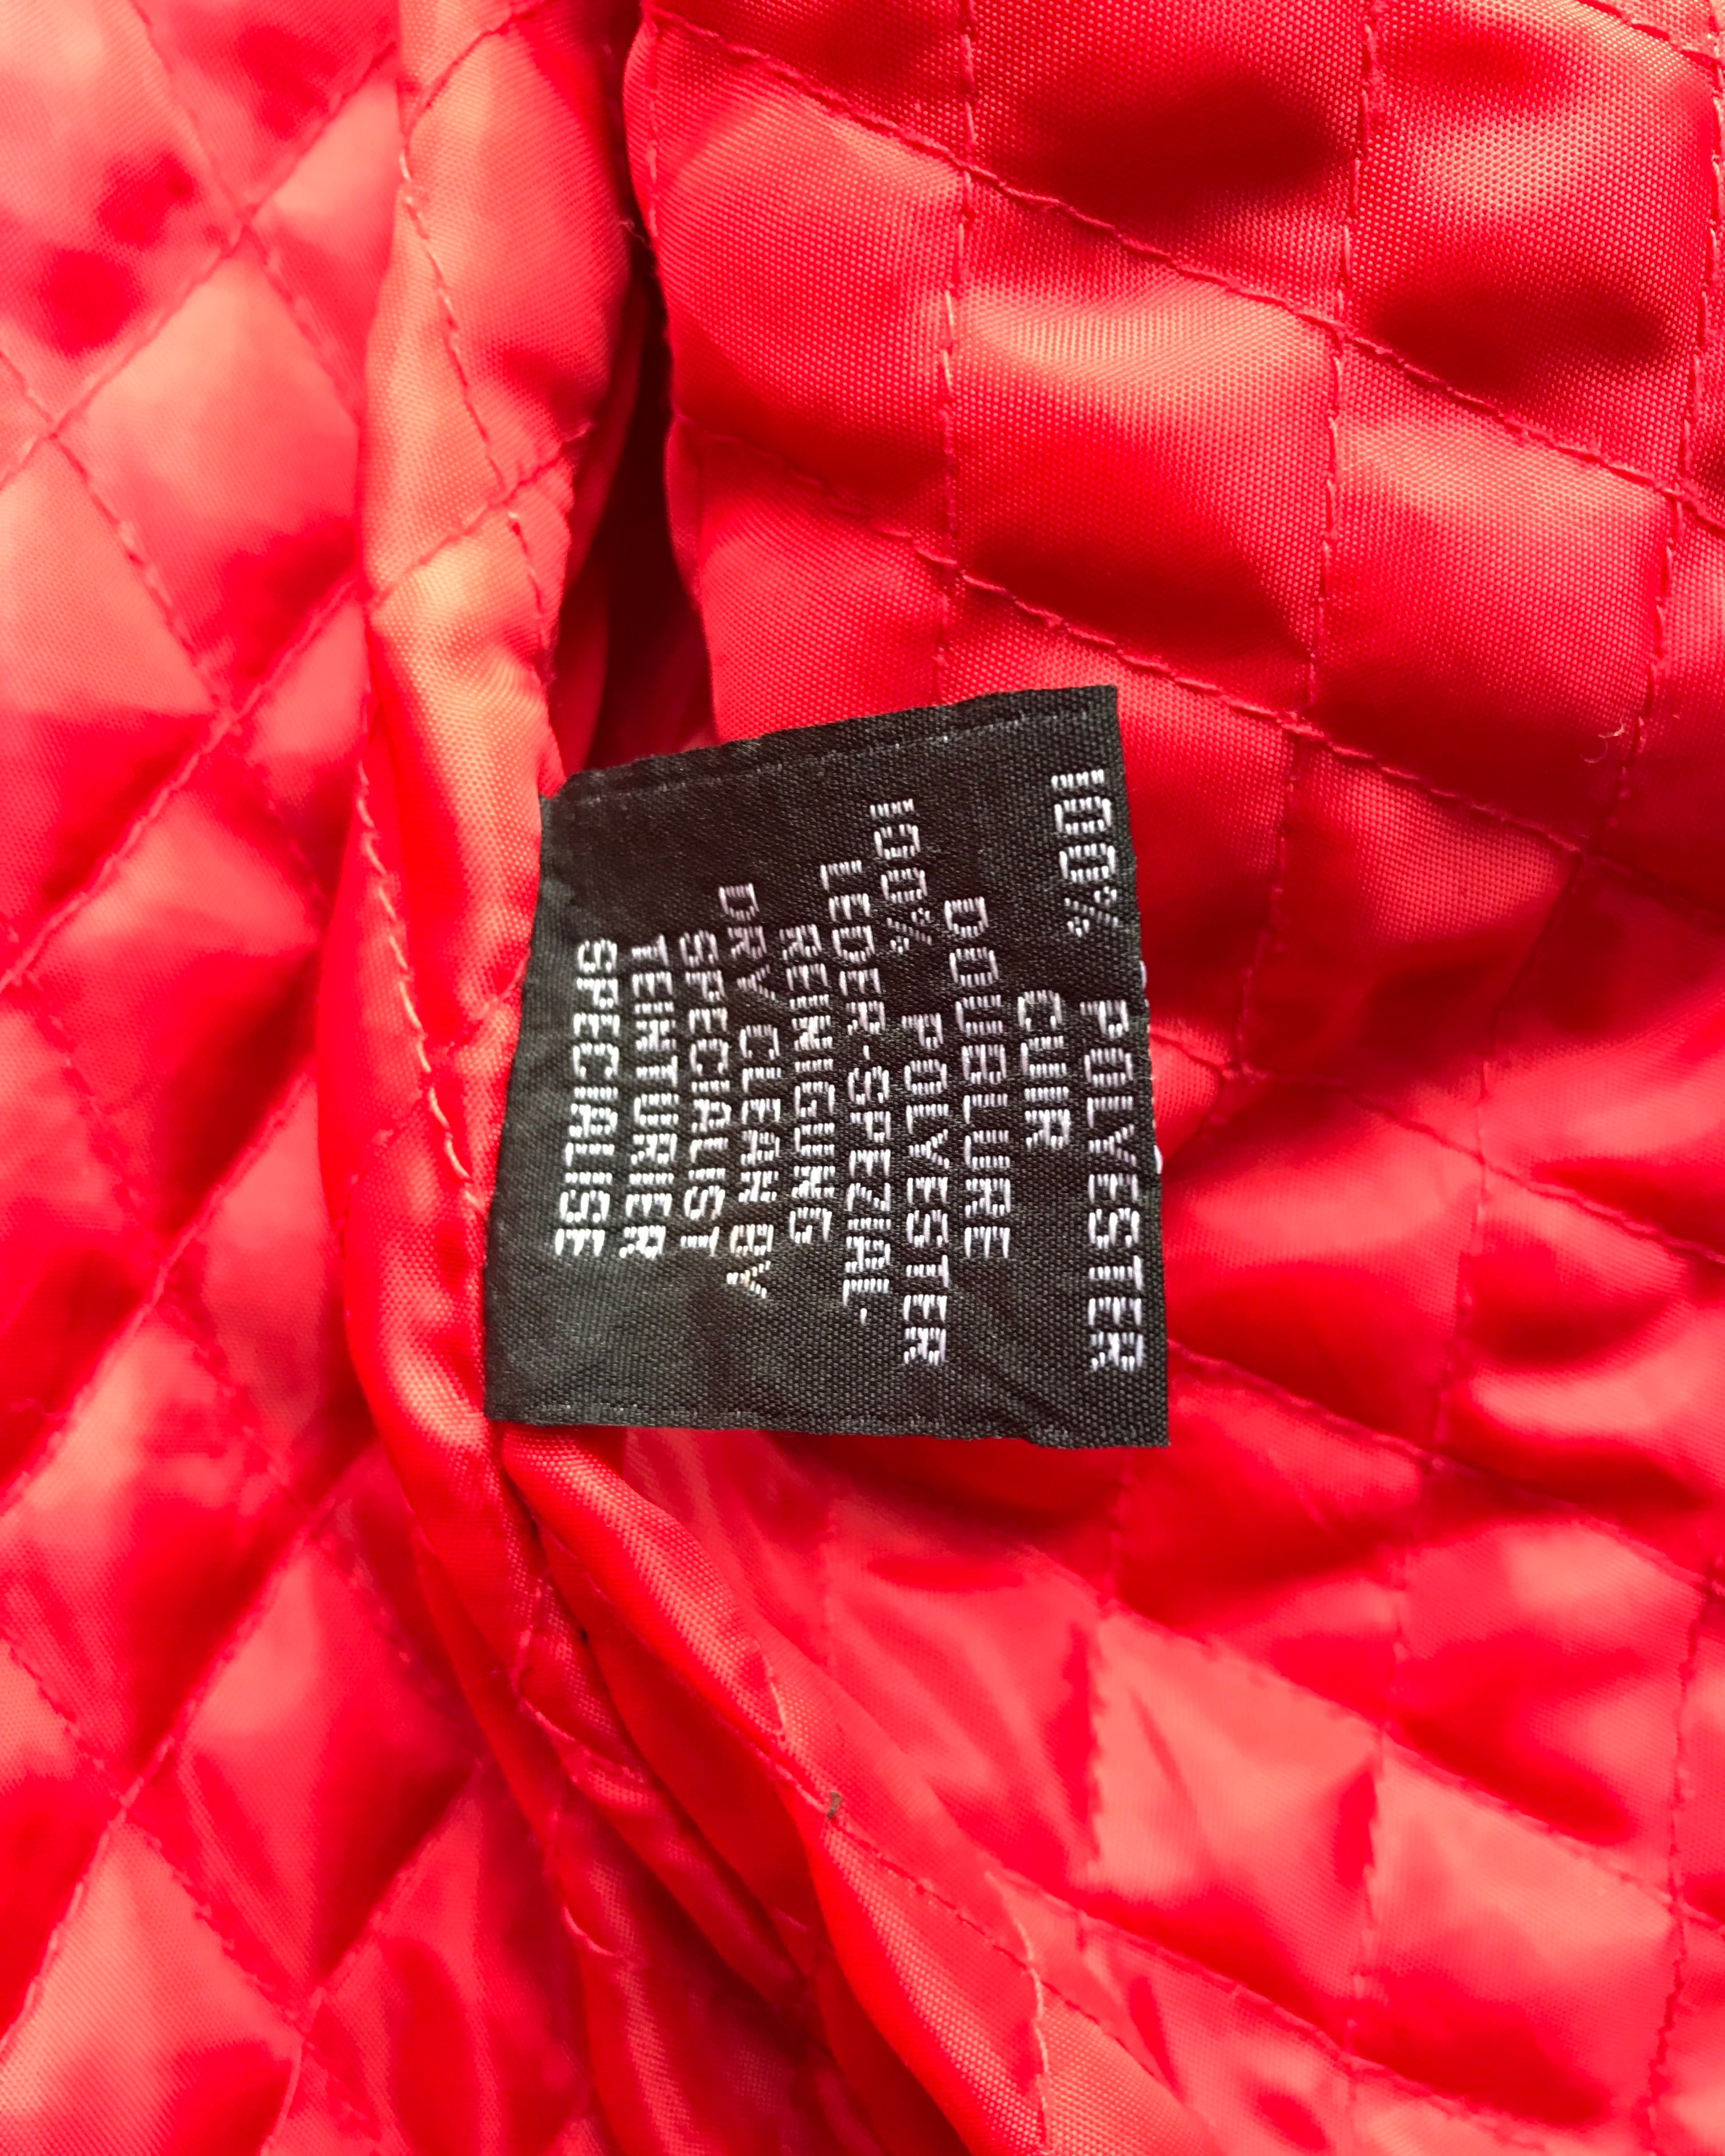 100% POLYESTER
CUIR
DOUBLURE
100% POLYESTER
LEDER-SPEZIAL-
REINIGUNG
DRY CLEAN BY
SPECIALIST
TEINTURIER
SPECIALISE